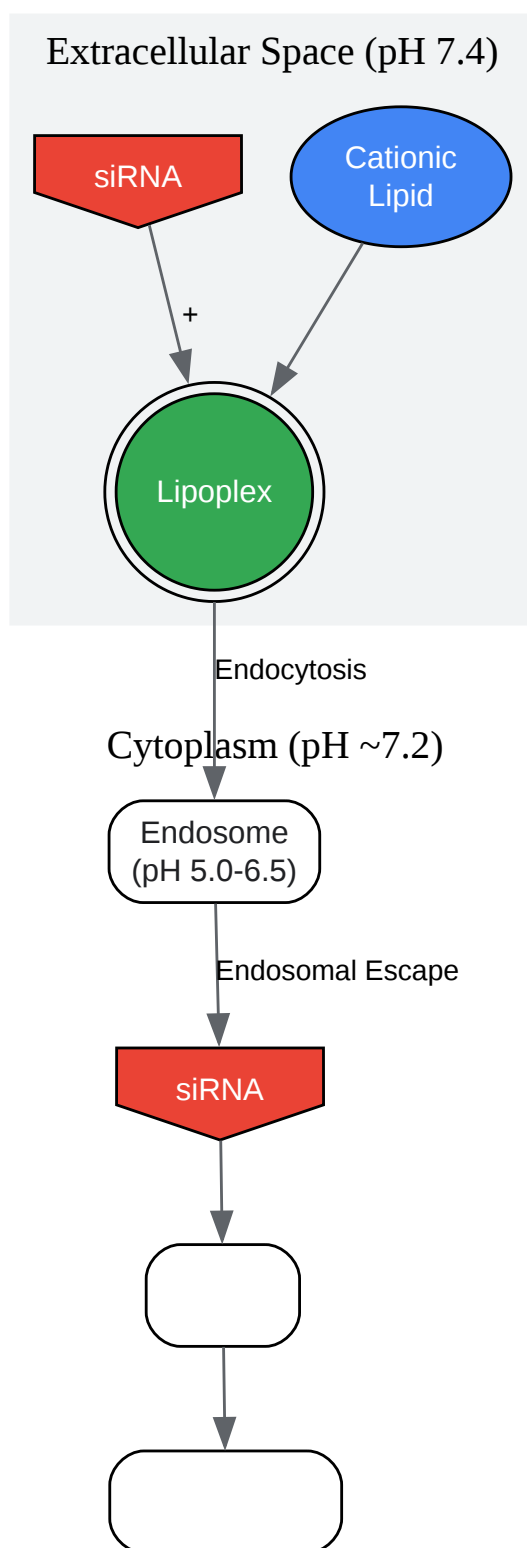 Extracellular Space (pH 7.4)
siRNA
Cationic
Lipid
+
Lipoplex
Endocytosis
Cytoplasm (pH ~7.2)
Endosome
(pH 5.0-6.5)
Endosomal Escape
siRNA